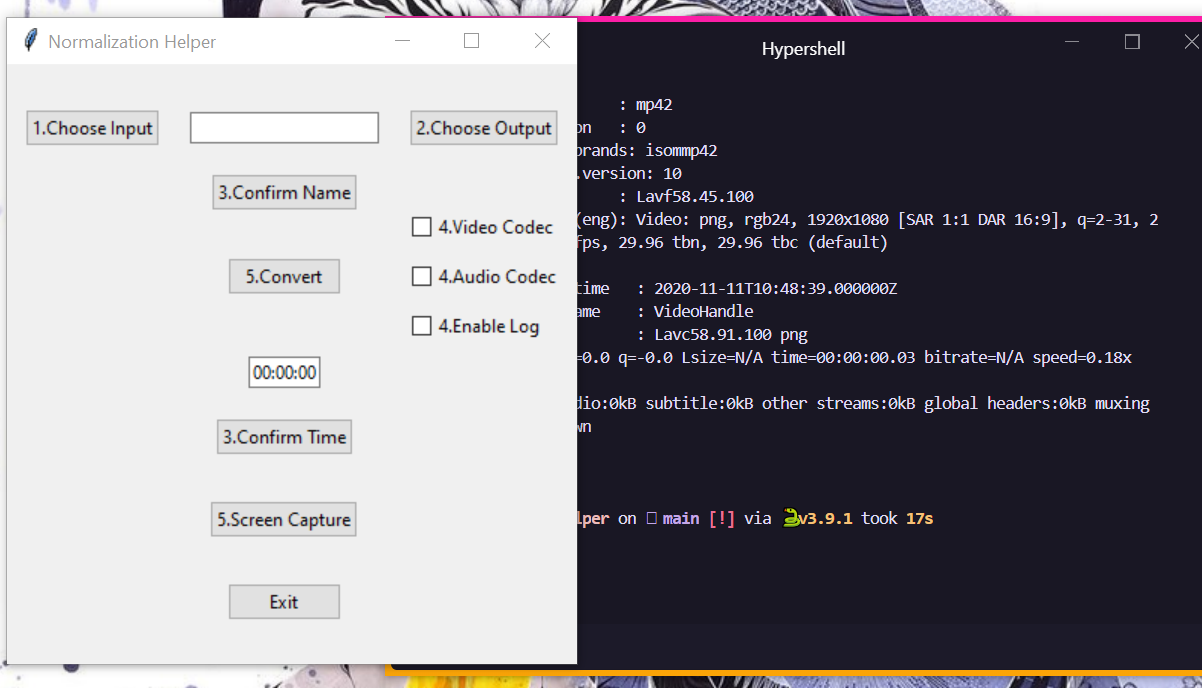 Normalization Helper
1.Choose Input
2.Choose Output
3.Confirm Name
4.Video Codec
5.Convert
4.Audio Codec
4.Enable Log
00:00:00
3.Confirm Time
5.Screen Capture
Exit
Hypershell
: mp42
: 0
brands: isommp42
.version: 10
: Lavf58.45.100
(eng): Video: png, rgb24, 1920x1080 [SAR 1:1 DAR 16:9], q=2-31, 2
fps, 29.96 tbn, 29.96 tbc (default)
time : 2020-11-11T10:48:39.000000Z
ame : VideoHandle
: Lavc58.91.100 png
=0.0 q=-0.0 Lsize=N/A time=00:00:00.03 bitrate=N/A speed=0.18x
dio:0kB subtitle:0kB other streams:0kB global headers:0kB muxing
wn
lper on main [!] via v3.9.1 took 17s